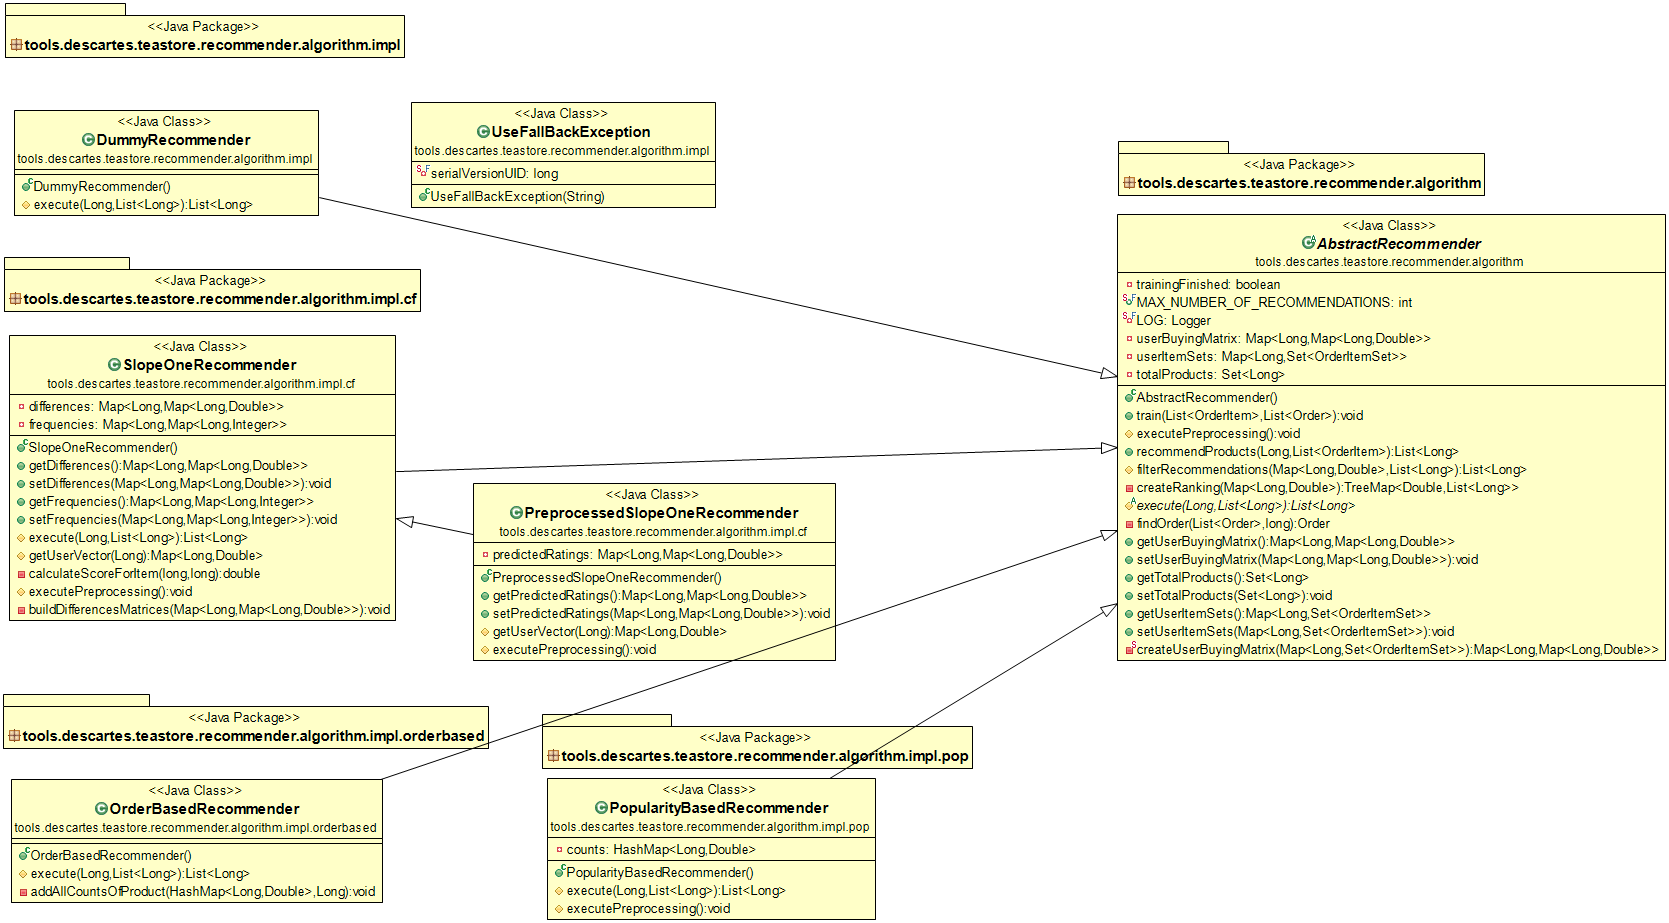 <<Java Package>>
tools.descartes.teastore.recommender.algorithm.impl
<<Java Class>>
DummyRecommender
tools.descartes.teastore.recommender.algorithm.impl
DummyRecommender()
execute(Long,List<Long>):List<Long>
<<Java Class>>
UseFallBackException
tools.descartes.teastore.recommender.algorithm.impl
serialVersionUID: long
UseFallBackException(String)
<<Java Package>>
tools.descartes.teastore.recommender.algorithm
<<Java Class>>
AbstractRecommender
tools.descartes.teastore.recommender.algorithm
trainingFinished: boolean
MAX_NUMBER_OF_RECOMMENDATIONS: int
LOG: Logger
userBuyingMatrix: Map<Long,Map<Long,Double>>
userItemSets: Map<Long,Set<OrderItemSet>>
totalProducts: Set<Long>
AbstractRecommender()
train(List<OrderItem>,List<Order>):void
executePreprocessing():void
recommendProducts(Long,List<OrderItem>):List<Long>
filterRecommendations(Map<Long,Double>,List<Long>):List<Long>
createRanking(Map<Long,Double>):TreeMap<Double,List<Long>>
execute(Long,List<Long>):List<Long>
findOrder(List<Order>,long):Order
getUserBuyingMatrix():Map<Long,Map<Long,Double>>
setUserBuyingMatrix(Map<Long,Map<Long,Double>>):void
getTotalProducts():Set<Long>
setTotalProducts(Set<Long>):void
getUserItemSets():Map<Long,Set<OrderItemSet>>
setUserItemSets(Map<Long,Set<OrderItemSet>>):void
createUserBuyingMatrix(Map<Long,Set<OrderItemSet>>):Map<Long,Map<Long,Double>>
<<Java Package>>
tools.descartes.teastore.recommender.algorithm.impl.cf
<<Java Class>>
SlopeOneRecommender
tools.descartes.teastore.recommender.algorithm.impl.cf
differences: Map<Long,Map<Long,Double>>
frequencies: Map<Long,Map<Long,Integer>>
SlopeOneRecommender()
getDifferences():Map<Long,Map<Long,Double>>
setDifferences(Map<Long,Map<Long,Double>>):void
getFrequencies():Map<Long,Map<Long,Integer>>
setFrequencies(Map<Long,Map<Long,Integer>>):void
execute(Long,List<Long>):List<Long>
getUserVector(Long):Map<Long,Double>
calculateScoreForItem(long,long):double
executePreprocessing():void
buildDifferencesMatrices(Map<Long,Map<Long,Double>>):void
<<Java Class>>
PreprocessedSlopeOneRecommender
tools.descartes.teastore.recommender.algorithm.impl.cf
predictedRatings: Map<Long,Map<Long,Double>>
PreprocessedSlopeOneRecommender()
getPredictedRatings():Map<Long,Map<Long,Double>>
setPredictedRatings(Map<Long,Map<Long,Double>>):void
getUserVector(Long):Map<Long,Double>
executePreprocessing():void
<<Java Package>>
tools.descartes.teastore.recommender.algorithm.impl.orderbased
<<Java Class>>
OrderBasedRecommender
tools.descartes.teastore.recommender.algorithm.impl.orderbased
OrderBasedRecommender()
execute(Long,List<Long>):List<Long>
addAllCountsOfProduct(HashMap<Long,Double>,Long):void
<<Java Package>>
tools.descartes.teastore.recommender.algorithm.impl.pop
<<Java Class>>
PopularityBasedRecommender
tools.descartes.teastore.recommender.algorithm.impl.pop
counts: HashMap<Long,Double>
PopularityBasedRecommender()
execute(Long,List<Long>):List<Long>
executePreprocessing():void